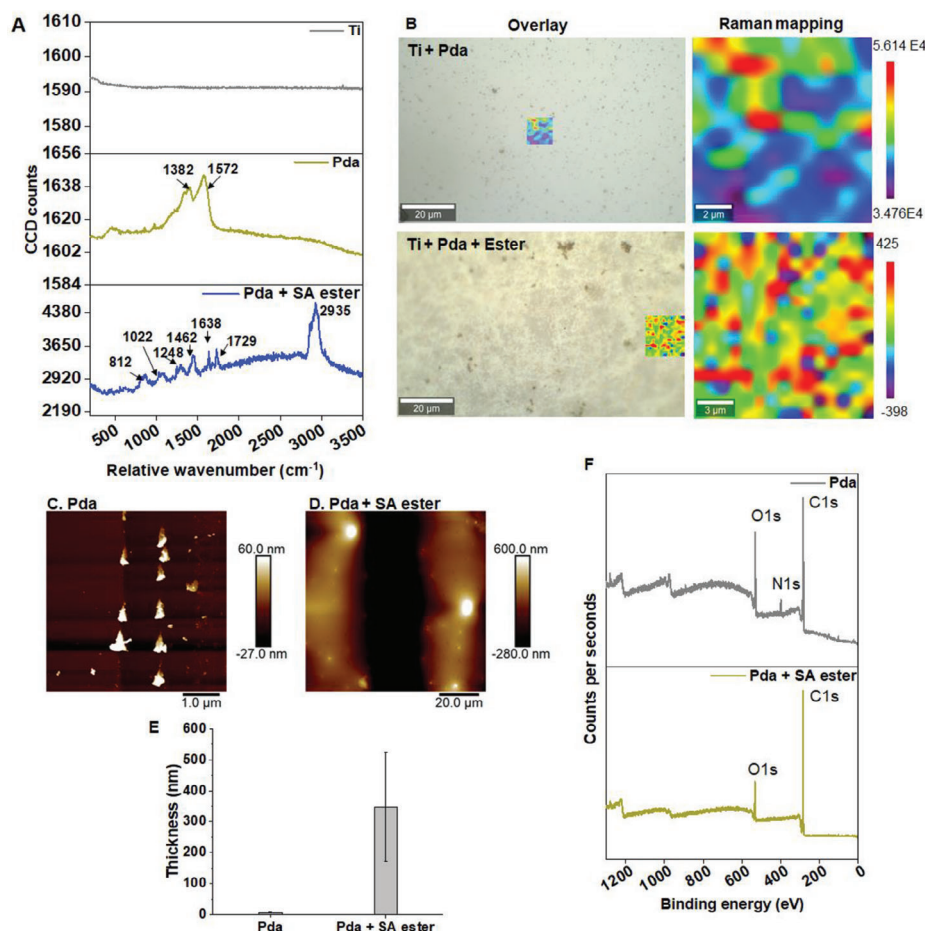 A
1610
1600
1590
1580
1656
1638
1620
1602
1584
4380
3650
2920
2190
CCD counts
Ti
Pda
1382
1572
Pda + SA ester
2935
812
1022
1248
1462
1638
1729
500
1000
1500
2000
2500
3000
3500
Relative wavenumber (cm⁻¹)
B
Overlay
Raman mapping
Ti + Pda
20 µm
2 µm
5.614 E4
3.476E4
Ti + Pda + Ester
20 µm
3 µm
425
-398
C. Pda
60.0 nm
-27.0 nm
1.0 µm
D. Pda + SA ester
600.0 nm
-280.0 nm
20.0 µm
E
600
500
400
300
200
100
0
Thickness (nm)
Pda
Pda + SA ester
F
Pda
C1s
O1s
N1s
Pda + SA ester
C1s
O1s
Counts per seconds
1200
1000
800
600
400
200
0
Binding energy (eV)